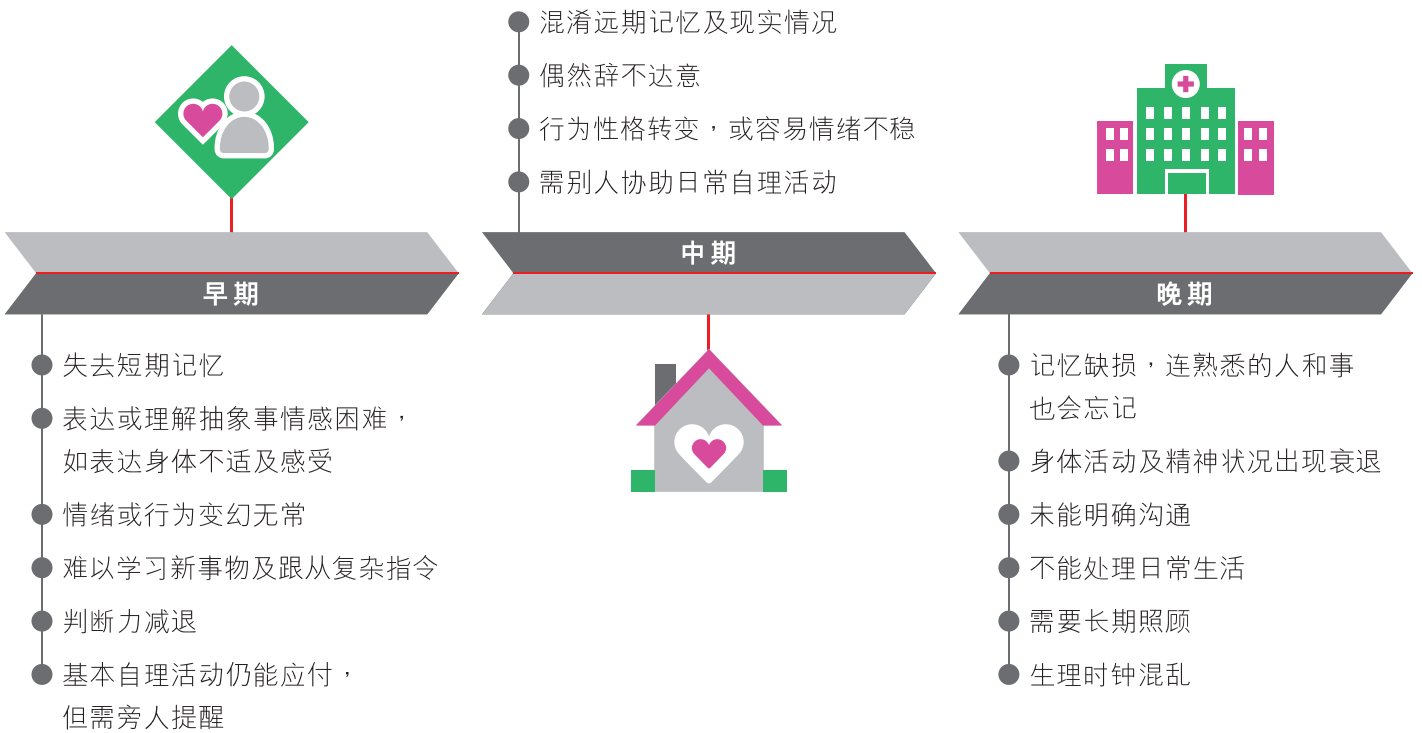 早期
失去短期记忆
表达或理解抽象事情感困难，
如表达身体不适及感受
情绪或行为变幻无常
难以学习新事物及跟从复杂指令
判断力减退
基本自理活动仍能应付，
但需旁人提醒
混淆远期记忆及现实情况
偶然辞不达意
行为性格转变，或容易情绪不稳
需别人协助日常自理活动
中期
晚期
记忆缺损，连熟悉的人和事
也会忘记
身体活动及精神状况出现衰退
未能明确沟通
不能处理日常生活
需要长期照顾
生理时钟混乱